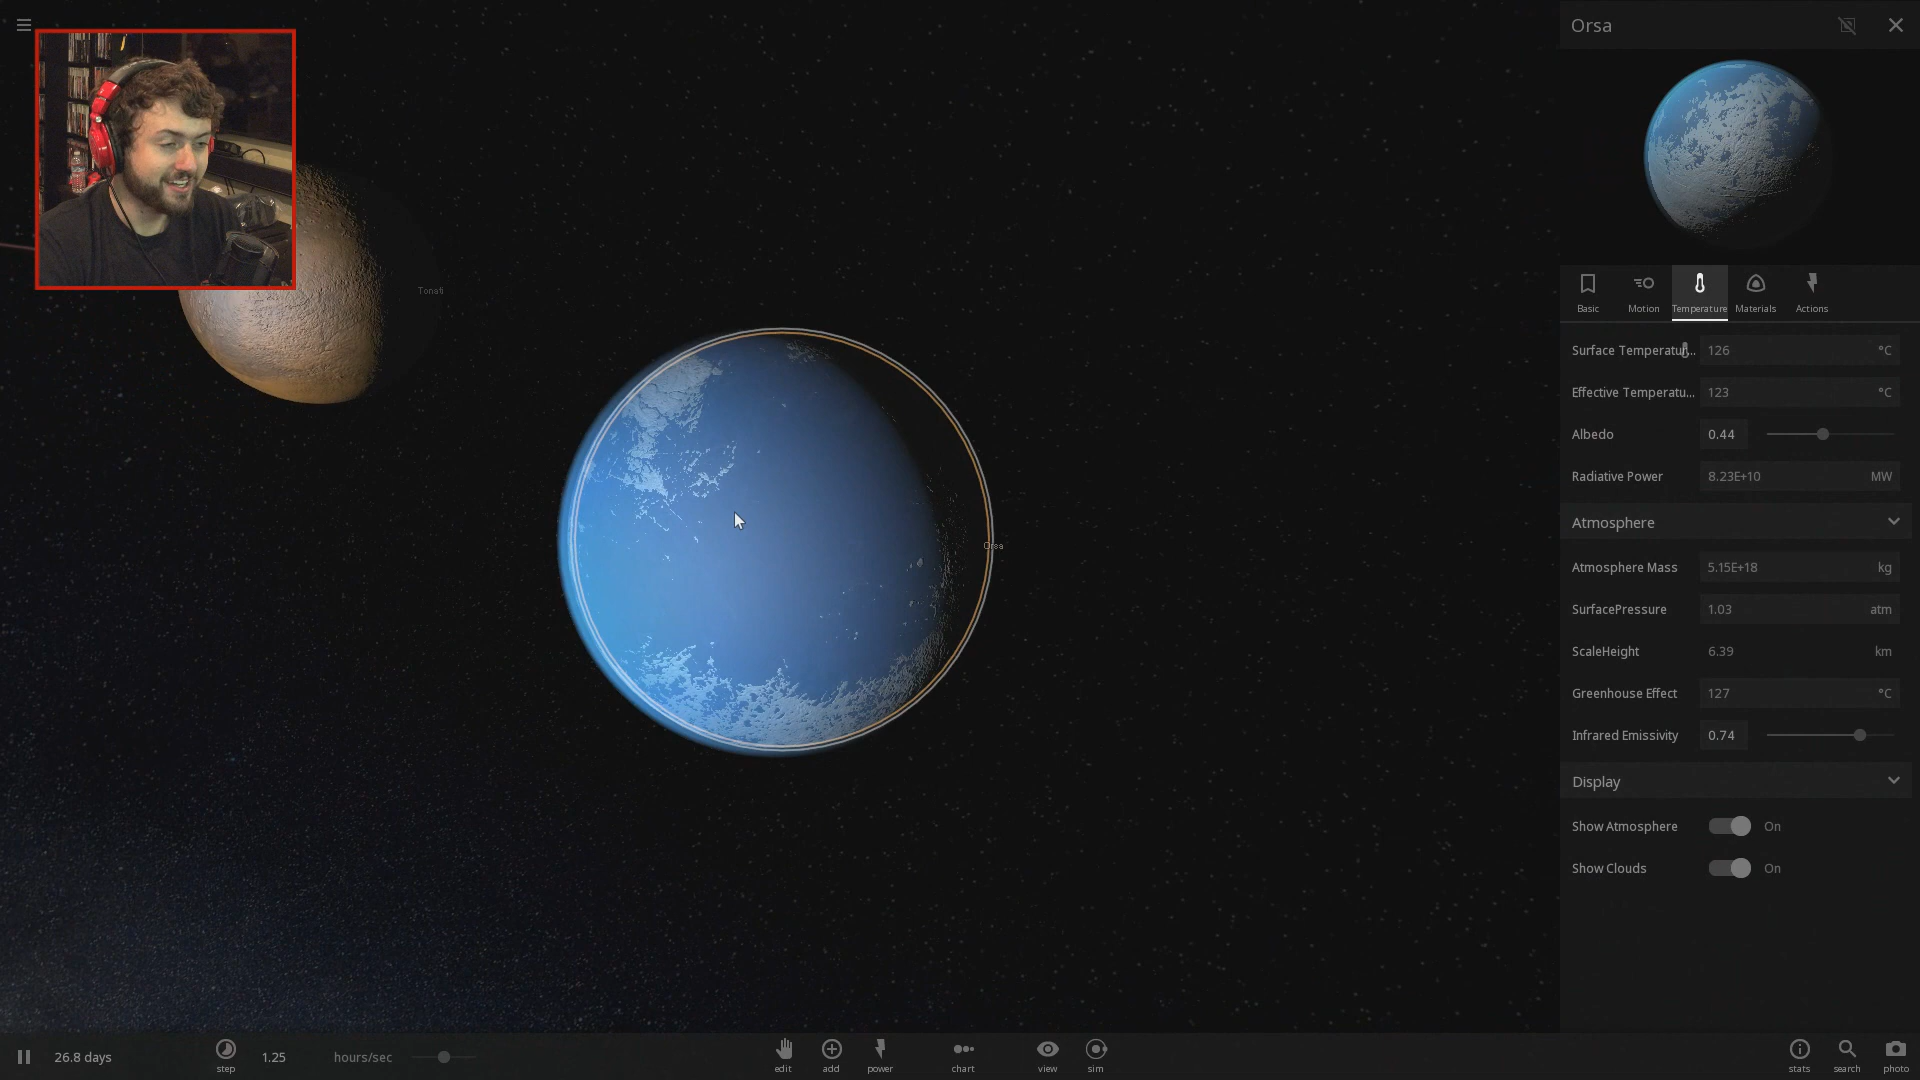 Orsa
Basic
Motion
Temperature
Materials
Actions
Surface Temperatur... 126 °C
Effective Temperatu... 123 °C
Albedo 0.44
Radiative Power 8.23E+10 MW
Atmosphere
Atmosphere Mass 5.15E+18 kg
SurfacePressure 1.03 atm
ScaleHeight 6.39 km
Greenhouse Effect 127 °C
Infrared Emissivity 0.74
Display
Show Atmosphere On
Show Clouds On
Tonatî
Orsa
26.8 days
step
1.25 hours/sec
edit
add
power
chart
view
sim
stats
search
photo